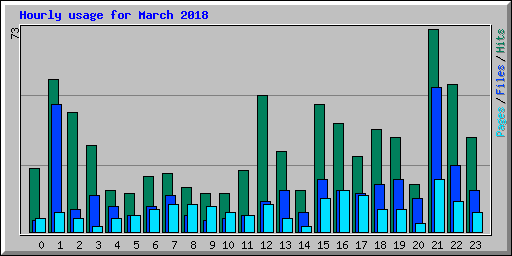 Hourly usage for March 2018
73
Pages/Files/Hits
0 1 2 3 4 5 6 7 8 9 10 11 12 13 14 15 16 17 18 19 20 21 22 23